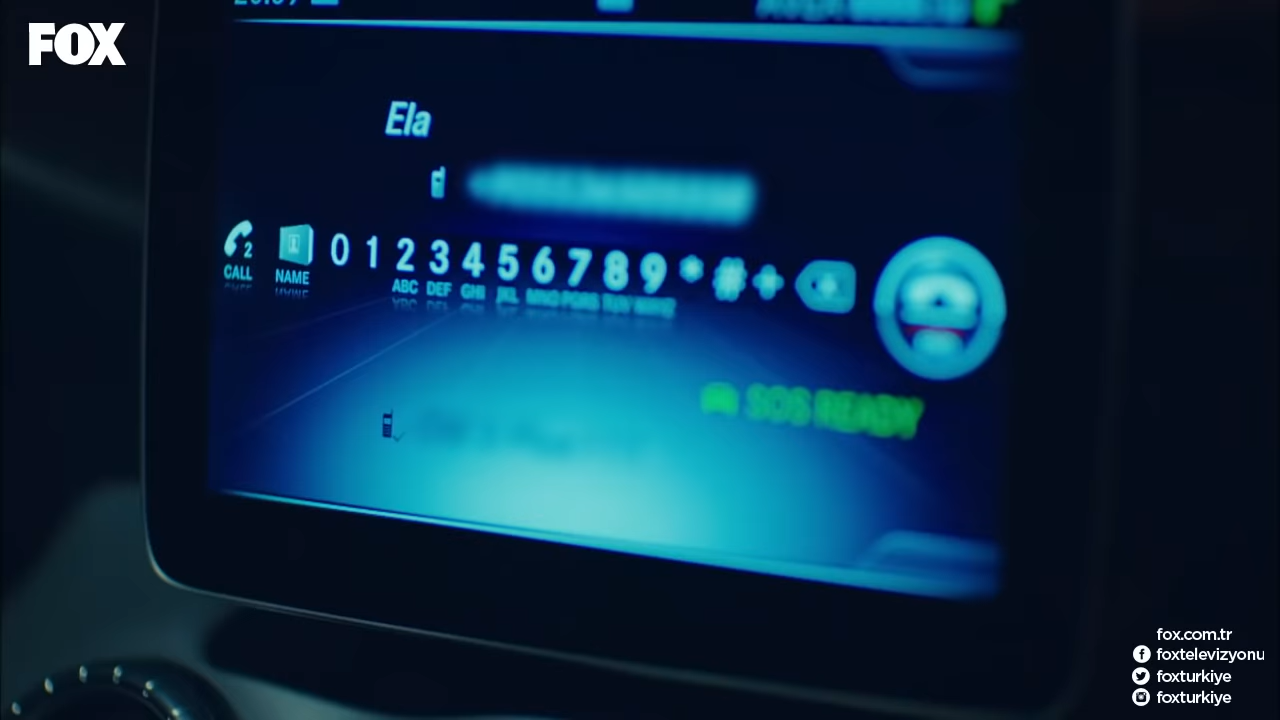 FOX
Ela
0 1 2 3 4 5 6 7 8 9 * # +
CALL NAME ABC DEF GHI JKL MNO PQRS TUV WXYZ
SOS READY
fox.com.tr
foxtelevizyonu
foxturkiye
foxturkiye